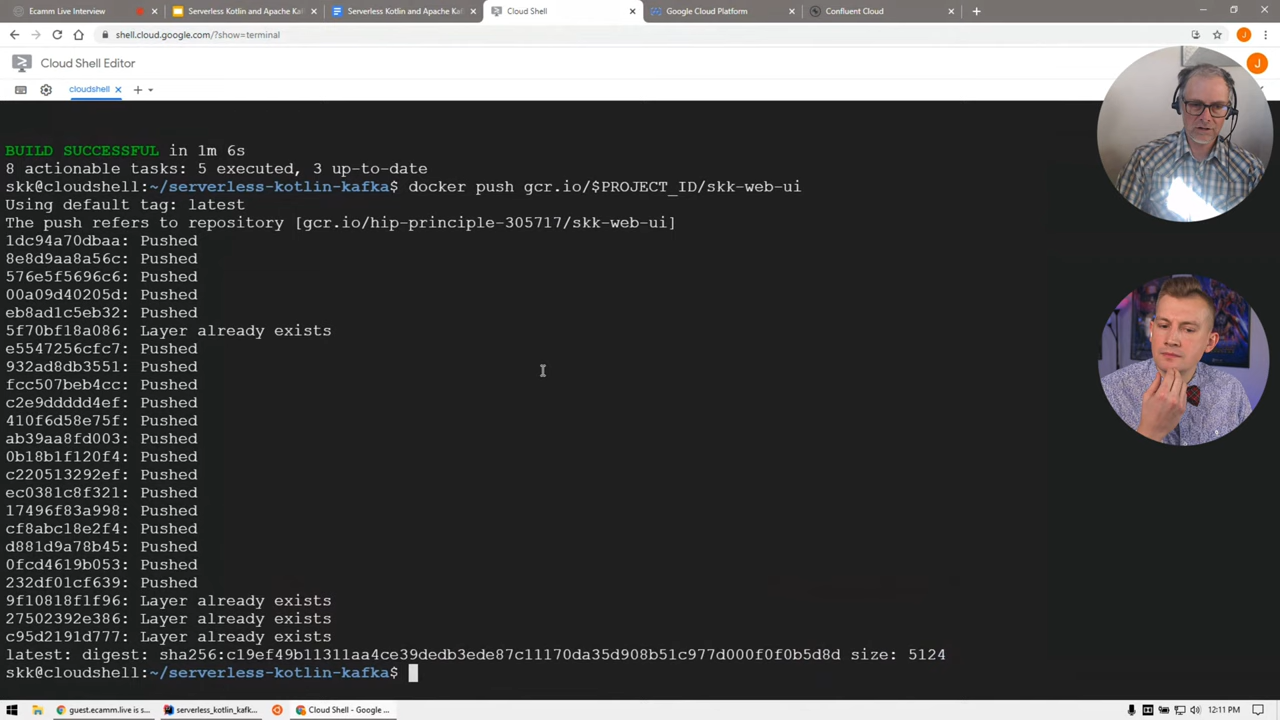 Ecamm Live Interview
Serverless Kotlin and Apache Kaf
Serverless Kotlin and Apache Kaf
Cloud Shell
Google Cloud Platform
Confluent Cloud
shell.cloud.google.com/?show=terminal
J
Cloud Shell Editor
J
cloudshell
BUILD SUCCESSFUL in 1m 6s
8 actionable tasks: 5 executed, 3 up-to-date
skk@cloudshell:~/serverless-kotlin-kafka$ docker push gcr.io/$PROJECT_ID/skk-web-ui
Using default tag: latest
The push refers to repository [gcr.io/hip-principle-305717/skk-web-ui]
1dc94a70dbaa: Pushed
8e8d9aa8a56c: Pushed
576e5f5696c6: Pushed
00a09d40205d: Pushed
eb8ad1c5eb32: Pushed
5f70bf18a086: Layer already exists
e5547256cfc7: Pushed
932ad8db3551: Pushed
fcc507beb4cc: Pushed
c2e9ddddd4ef: Pushed
410f6d58e75f: Pushed
ab39aa8fd003: Pushed
0b18b1f120f4: Pushed
c220513292ef: Pushed
ec0381c8f321: Pushed
17496f83a998: Pushed
cf8abc18e2f4: Pushed
d881d9a78b45: Pushed
0fcd4619b053: Pushed
232df01cf639: Pushed
9f10818f1f96: Layer already exists
27502392e386: Layer already exists
c95d2191d777: Layer already exists
latest: digest: sha256:c19ef49b11311aa4ce39dedb3ede87c11170da35d908b51c977d000f0f0b5d8d size: 5124
skk@cloudshell:~/serverless-kotlin-kafka$
guest.ecamm.live is s...
serverless_kotlin_kafk...
Cloud Shell - Google ...
12:11 PM